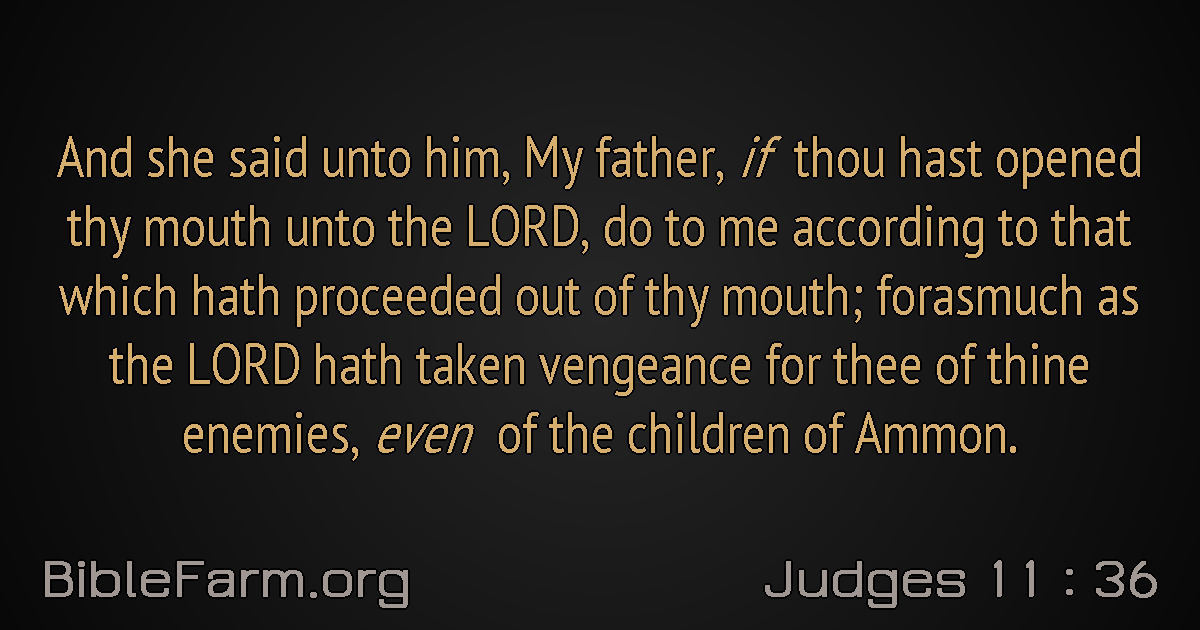 And she said unto him, My father, if thou hast opened
thy mouth unto the LORD, do to me according to that
which hath proceeded out of thy mouth; forasmuch as
the LORD hath taken vengeance for thee of thine
enemies, even of the children of Ammon.
BibleFarm.org
Judges 11 : 36